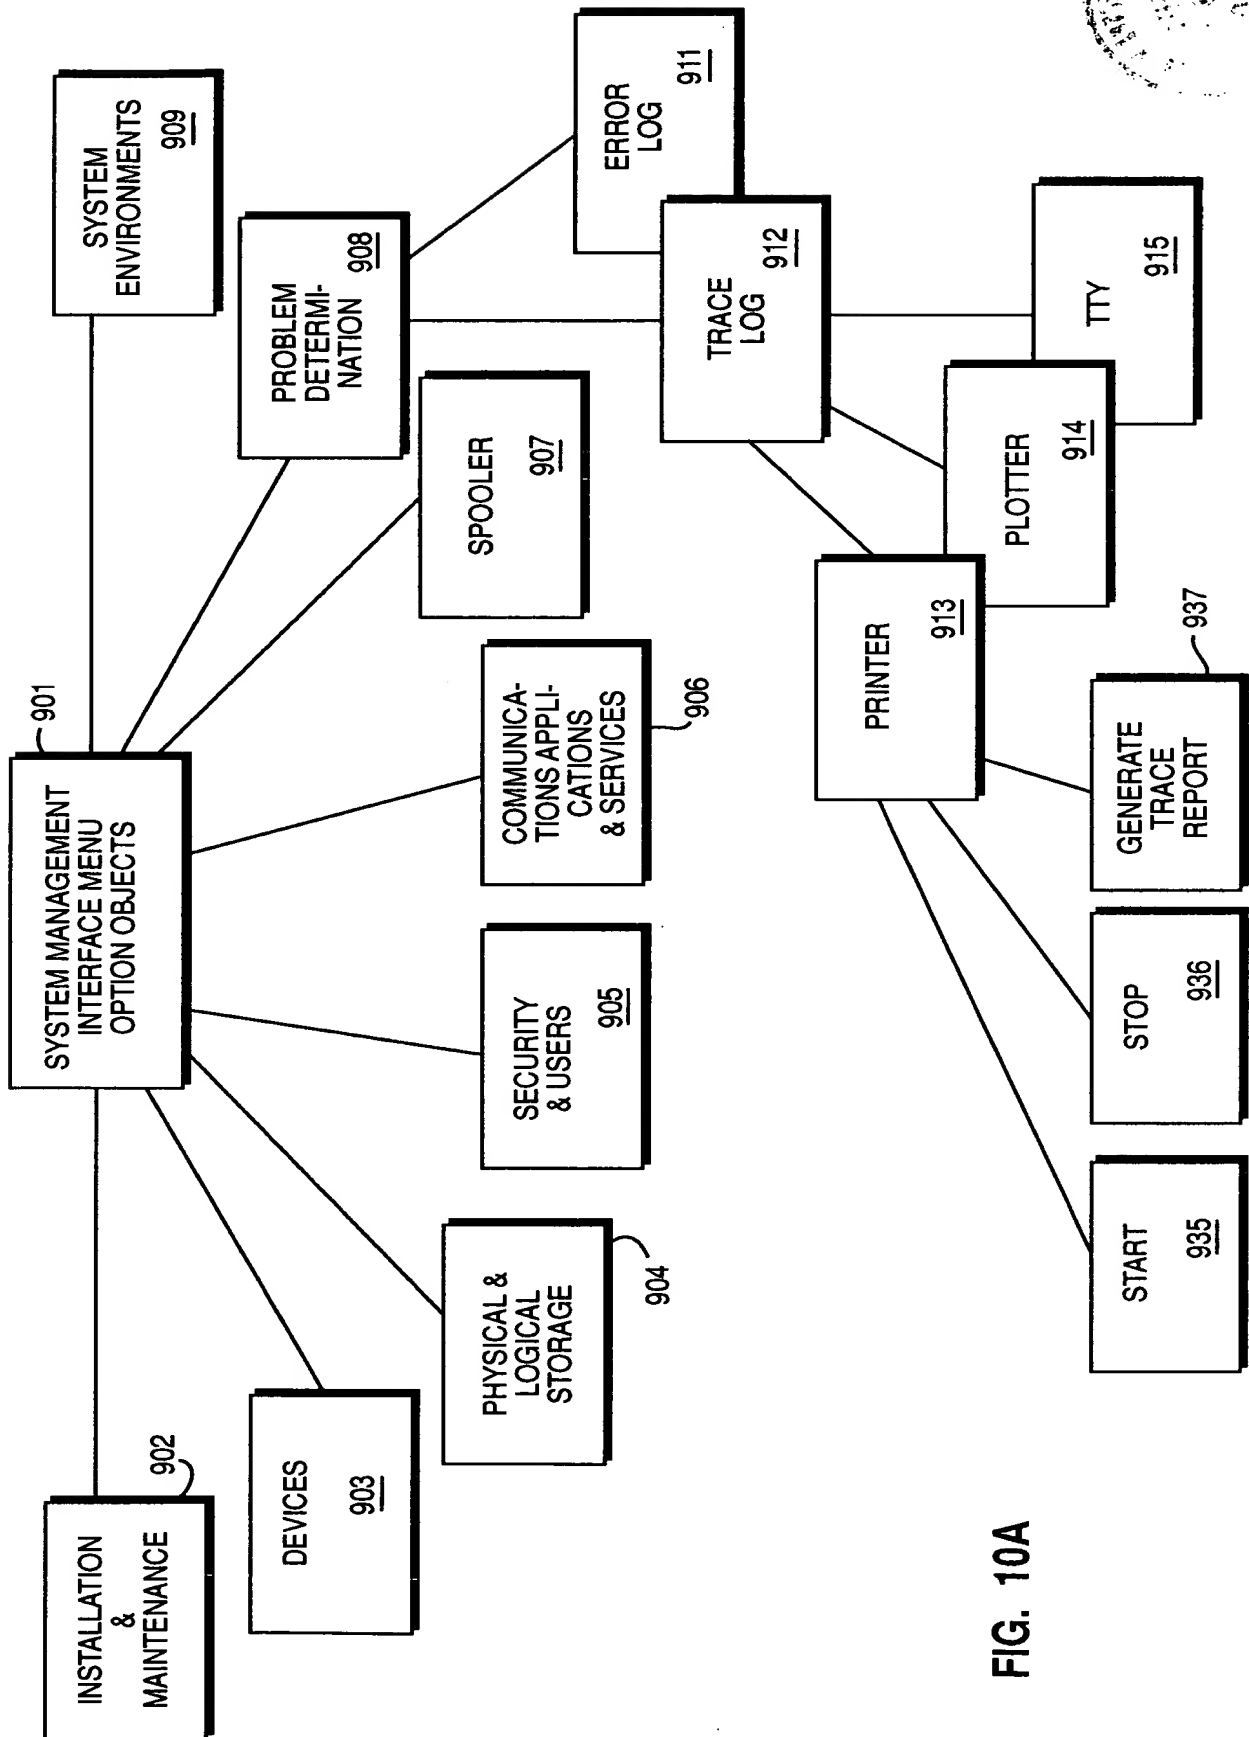 SYSTEM MANAGEMENT
INTERFACE MENU
OPTION OBJECTS
901
INSTALLATION
&
MAINTENANCE
902
DEVICES
903
PHYSICAL &
LOGICAL
STORAGE
904
SECURITY
& USERS
905
COMMUNICA-
TIONS APPLI-
CATIONS
& SERVICES
906
SPOOLER
907
PROBLEM
DETERMI-
NATION
908
SYSTEM
ENVIRONMENTS
909
ERROR
LOG
911
TRACE
LOG
912
PRINTER
913
PLOTTER
914
TTY
915
START
935
STOP
936
GENERATE
TRACE
REPORT
937
FIG. 10A